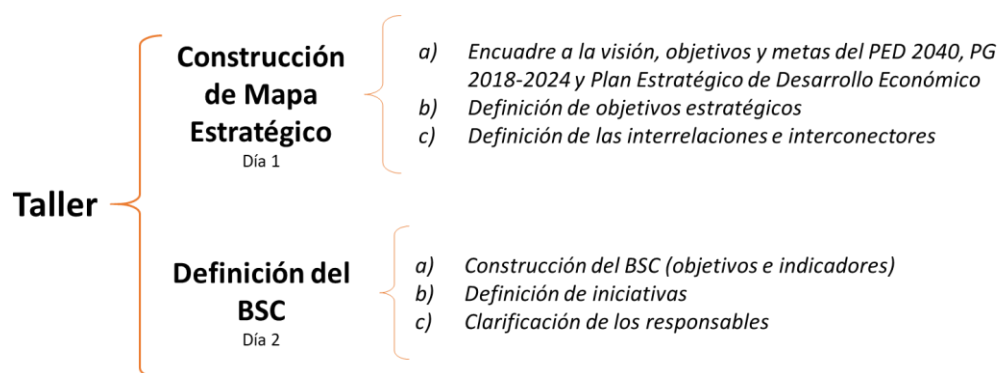 Taller
Construcción
de Mapa
Estratégico
Día 1
a) Encuadre a la visión, objetivos y metas del PED 2040, PG
2018-2024 y Plan Estratégico de Desarrollo Económico
b) Definición de objetivos estratégicos
c) Definición de las interrelaciones e interconectores
Definición del
BSC
Día 2
a) Construcción del BSC (objetivos e indicadores)
b) Definición de iniciativas
c) Clarificación de los responsables